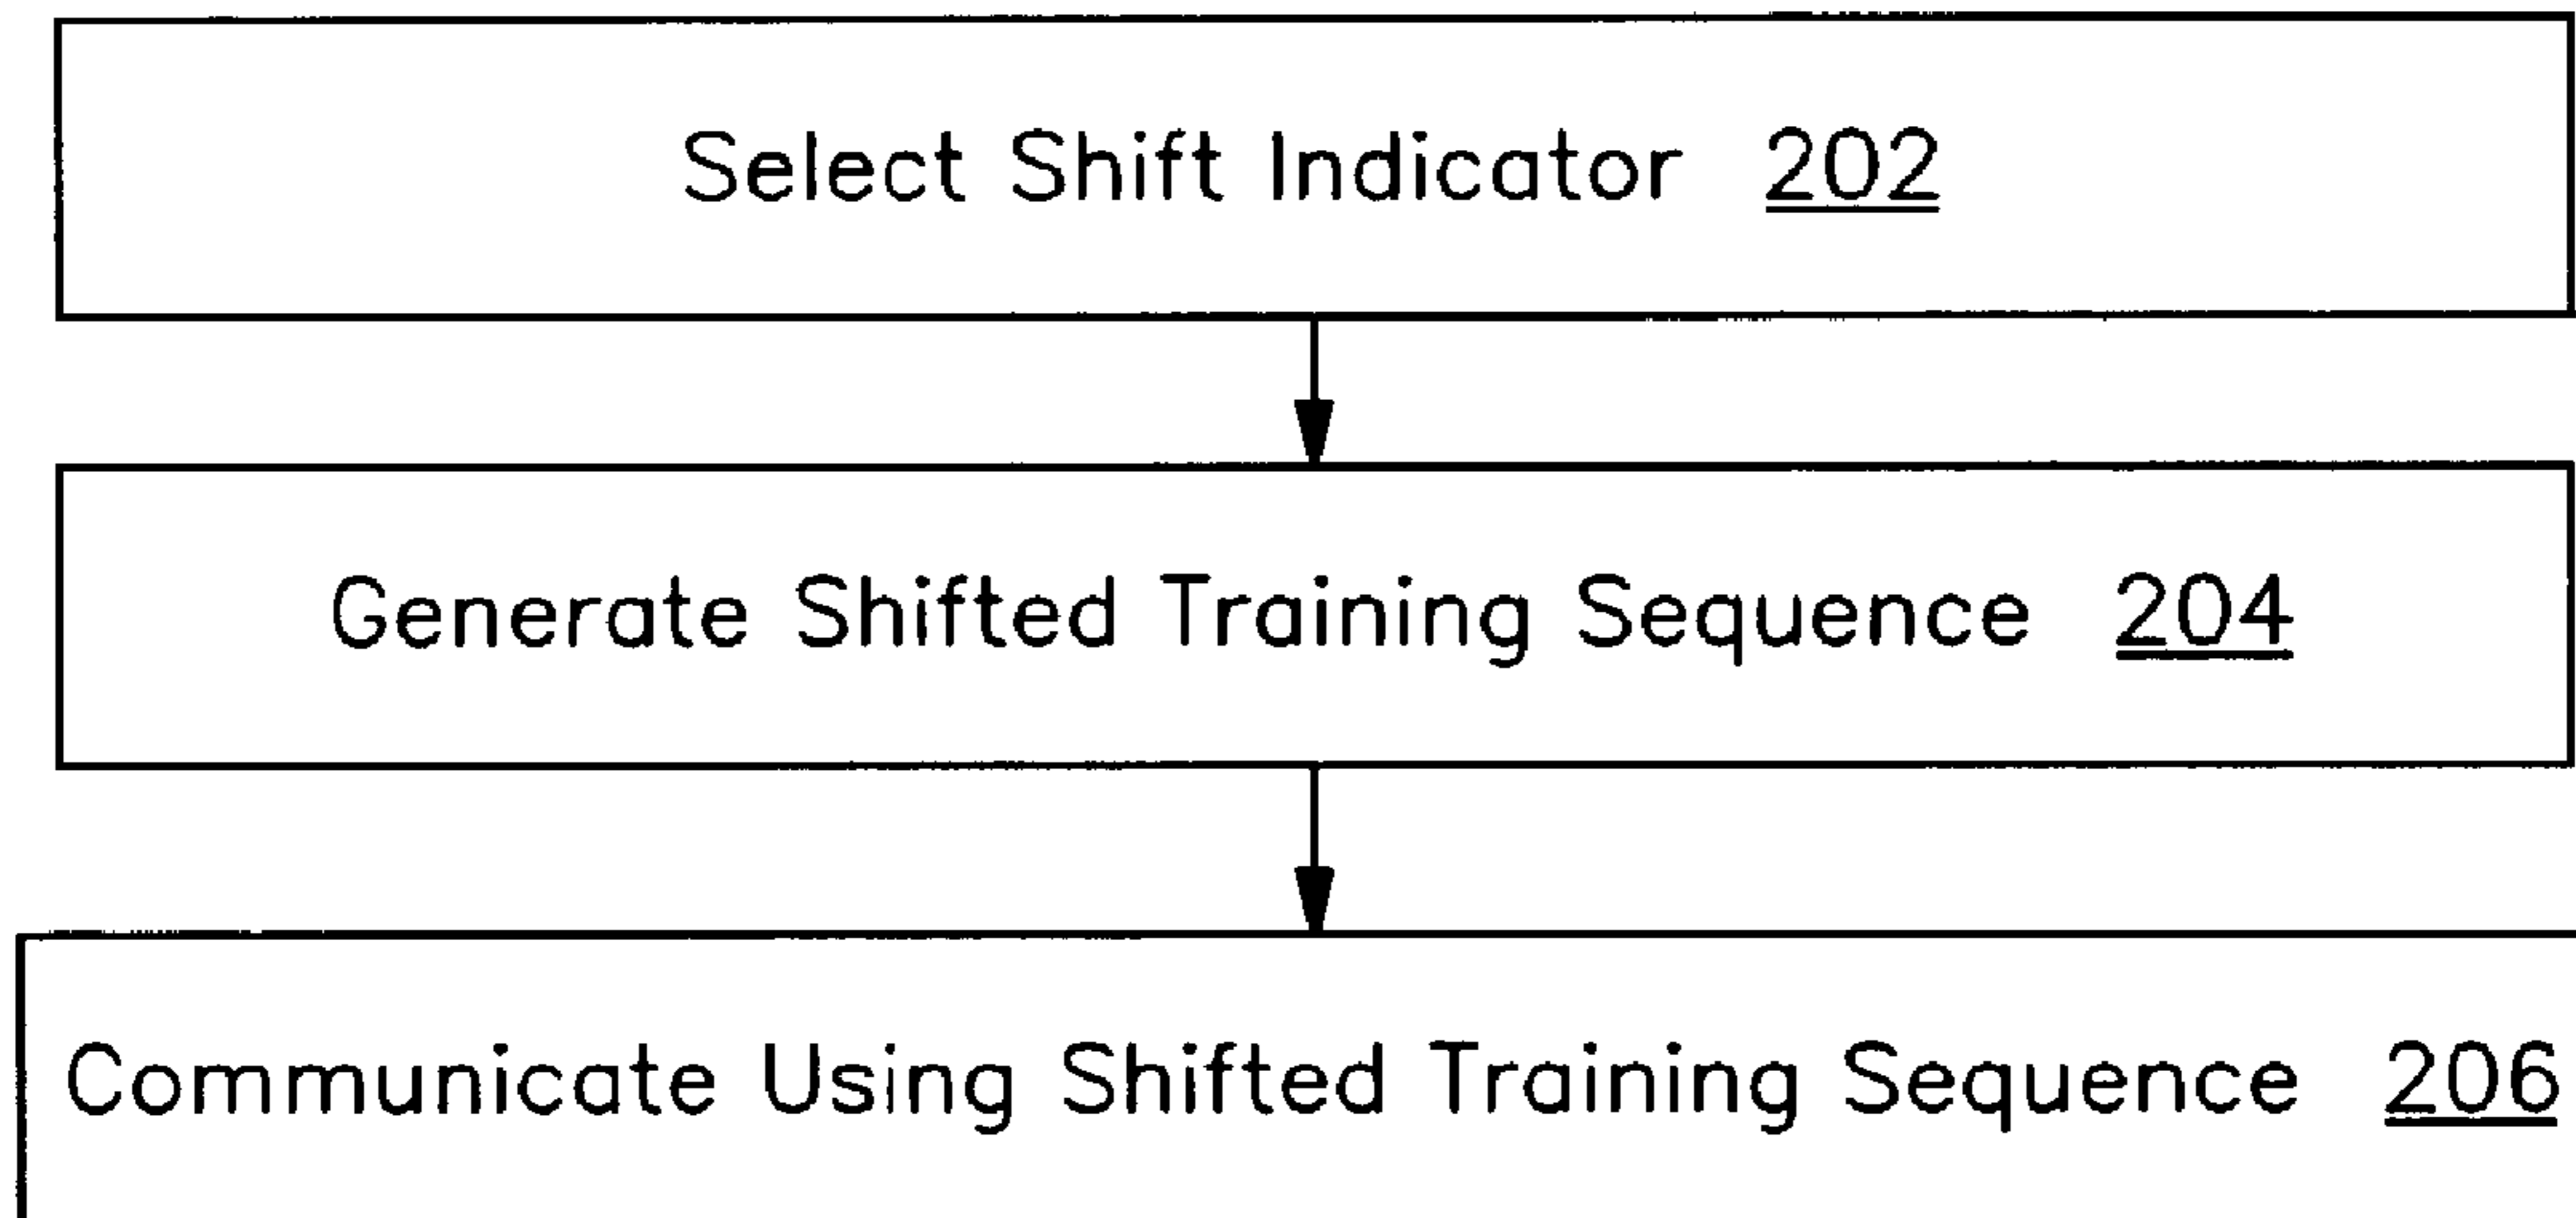 Select Shift Indicator 202
Generate Shifted Training Sequence 204
Communicate Using Shifted Training Sequence 206